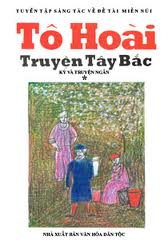 TUYỂN TẬP SÁNG TÁC VỀ ĐỀ TÀI MIỀN NÚI
TÔ HOÀI
Truyện Tây Bắc
KÝ VÀ TRUYỆN NGẮN
*
NHÀ XUẤT BẢN VĂN HÓA DÂN TỘC